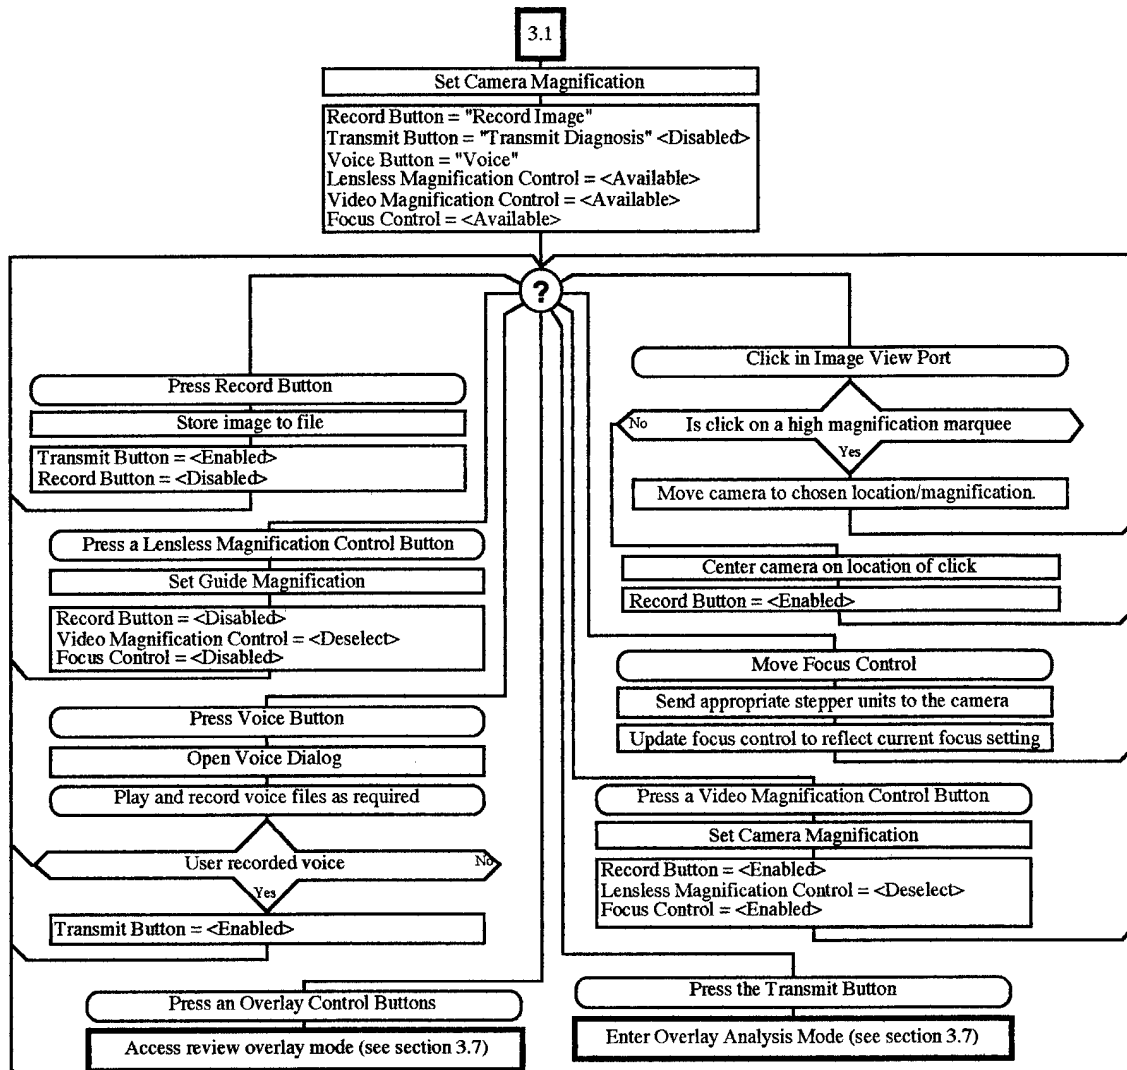 3.1
Set Camera Magnification
Record Button = "Record Image"
Transmit Button = "Transmit Diagnosis" <Disabled>
Voice Button = "Voice"
Lensless Magnification Control = <Available>
Video Magnification Control = <Available>
Focus Control = <Available>
?
Press Record Button
Store image to file
Transmit Button = <Enabled>
Record Button = <Disabled>
Press a Lensless Magnification Control Button
Set Guide Magnification
Record Button = <Disabled>
Video Magnification Control = <Deselect>
Focus Control = <Disabled>
Press Voice Button
Open Voice Dialog
Play and record voice files as required
User recorded voice
No
Yes
Transmit Button = <Enabled>
Press an Overlay Control Buttons
Access review overlay mode (see section 3.7)
Click in Image View Port
No
Is click on a high magnification marquee
Yes
Move camera to chosen location/magnification.
Center camera on location of click
Record Button = <Enabled>
Move Focus Control
Send appropriate stepper units to the camera
Update focus control to reflect current focus setting
Press a Video Magnification Control Button
Set Camera Magnification
Record Button = <Enabled>
Lensless Magnification Control = <Deselect>
Focus Control = <Enabled>
Press the Transmit Button
Enter Overlay Analysis Mode (see section 3.7)